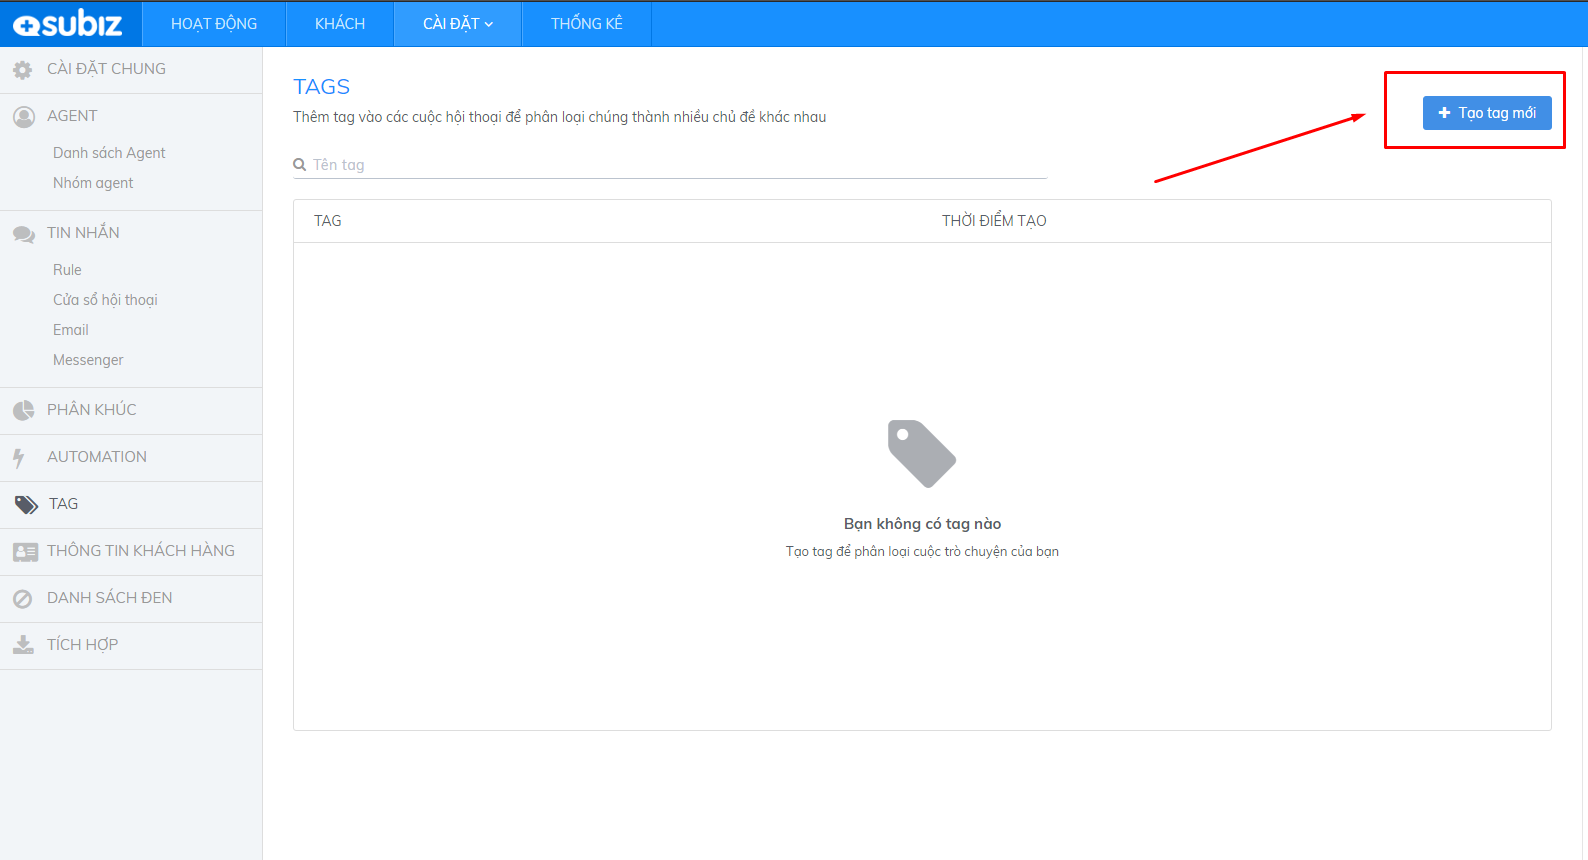 subiz
HOẠT ĐỘNG
KHÁCH
CÀI ĐẶT
THỐNG KÊ
CÀI ĐẶT CHUNG
AGENT
Danh sách Agent
Nhóm agent
TIN NHẮN
Rule
Cửa sổ hội thoại
Email
Messenger
PHÂN KHÚC
AUTOMATION
TAG
THÔNG TIN KHÁCH HÀNG
DANH SÁCH ĐEN
TÍCH HỢP
TAGS
Thêm tag vào các cuộc hội thoại để phân loại chúng thành nhiều chủ đề khác nhau
Tạo tag mới
Tên tag
TAG
THỜI ĐIỂM TẠO
Bạn không có tag nào
Tạo tag để phân loại cuộc trò chuyện của bạn